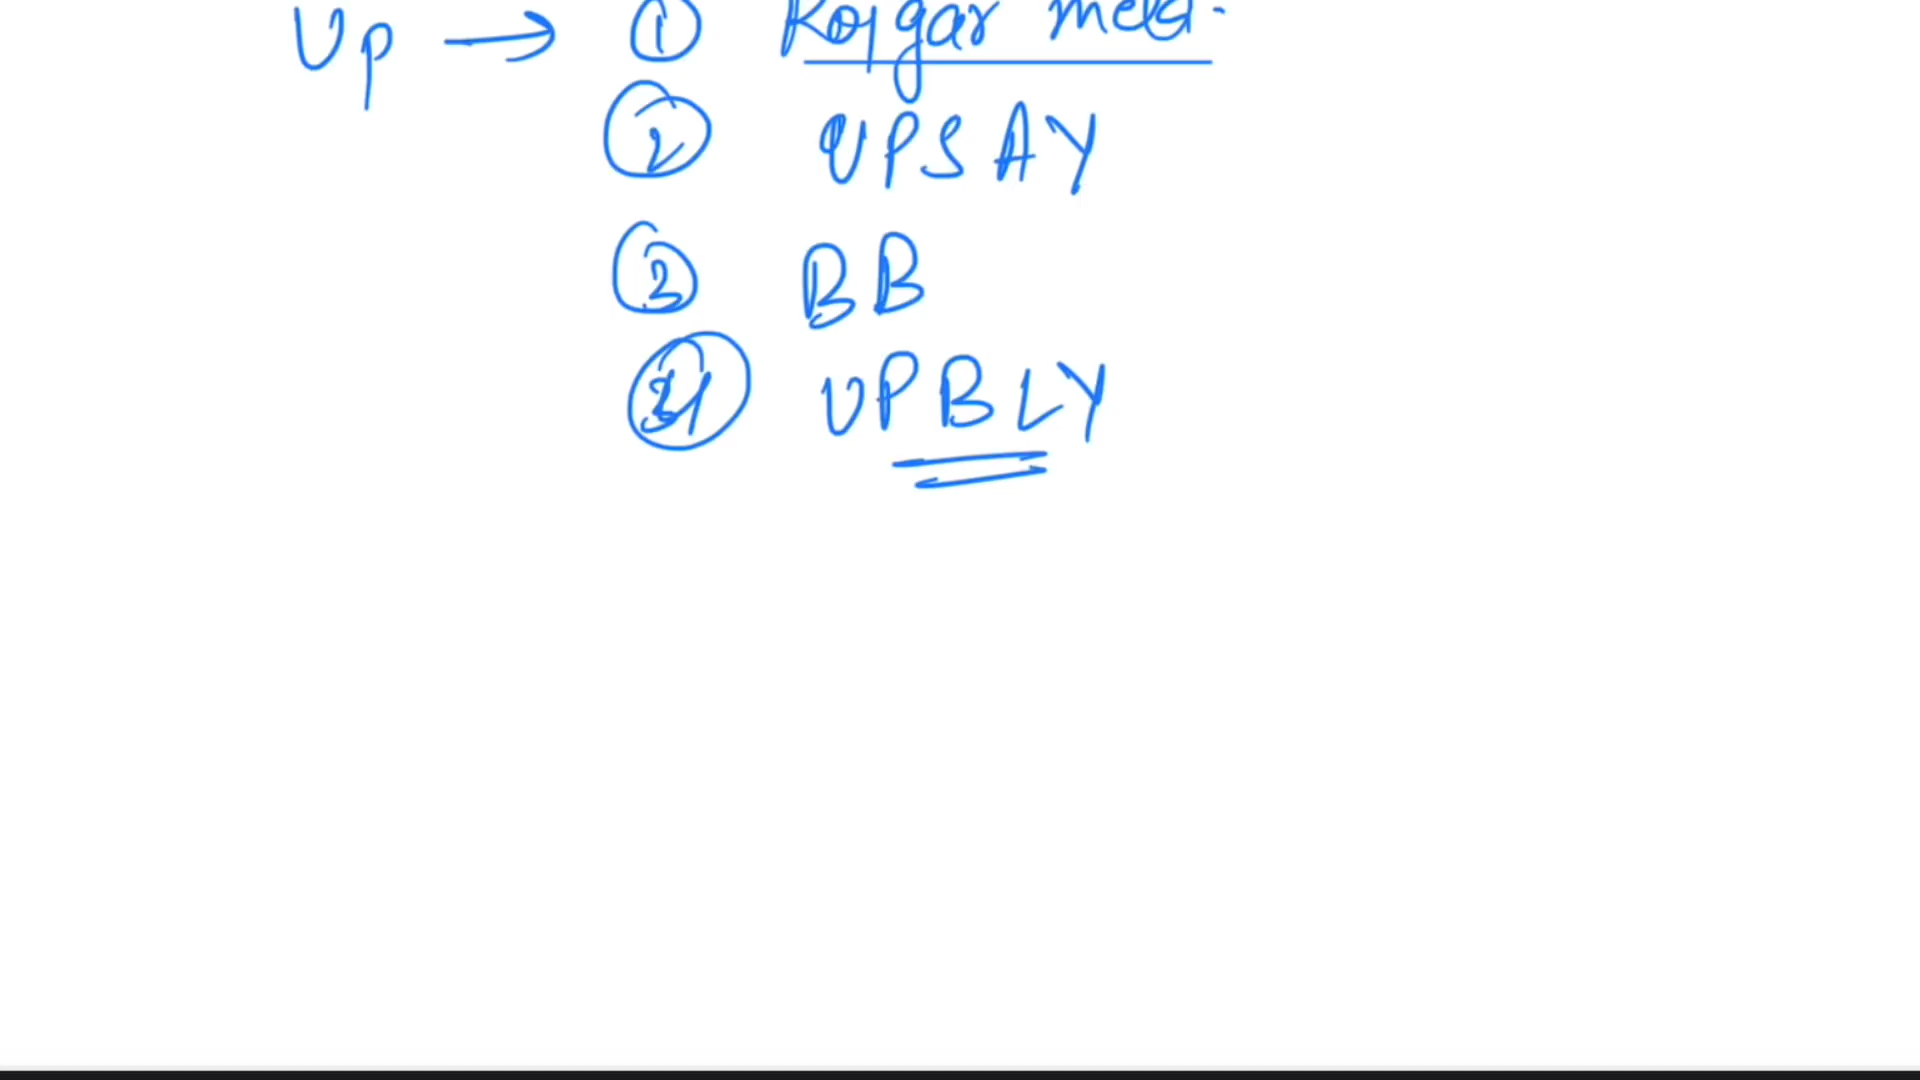 Up → ① Rojgar mela.
② UPSAY
③ BB
④ UPBLY